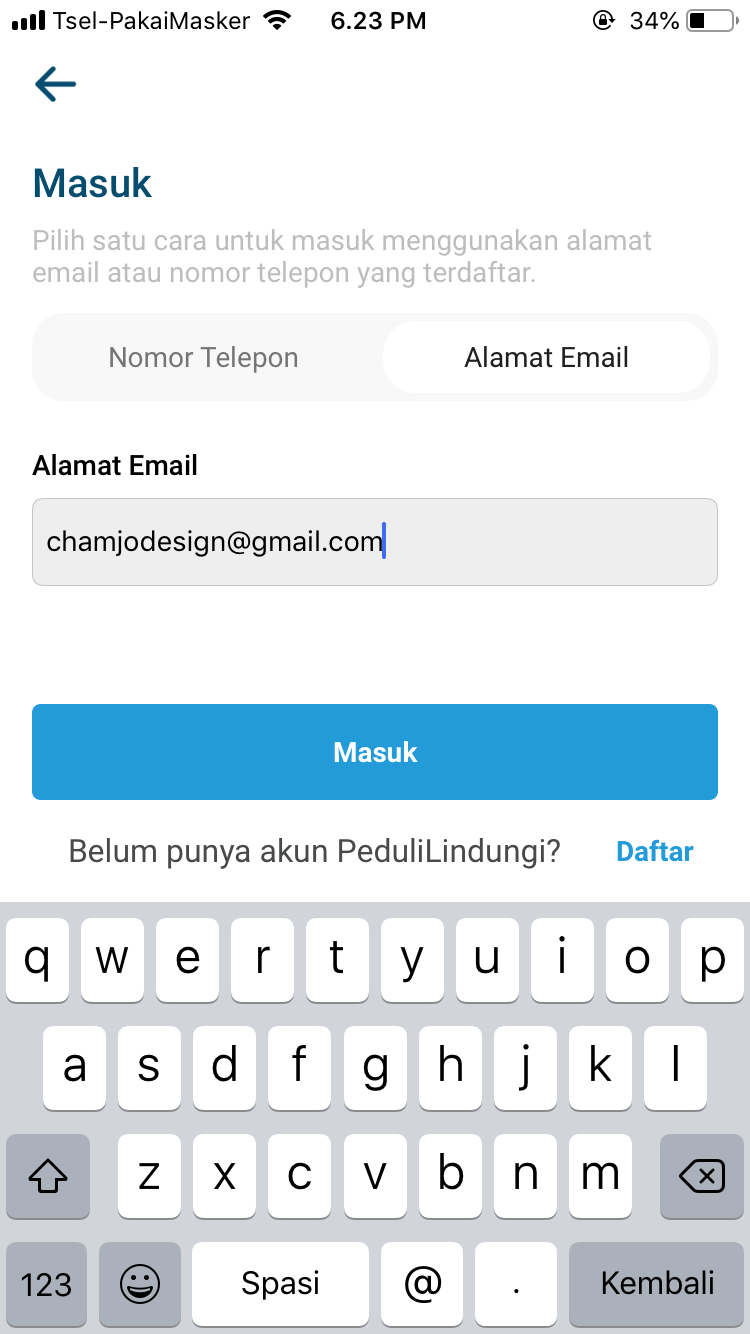 Tsel-PakaiMasker 6.23 PM 34%
Masuk
Pilih satu cara untuk masuk menggunakan alamat
email atau nomor telepon yang terdaftar.
Nomor Telepon Alamat Email
Alamat Email
chamjodesign@gmail.com
Masuk
Belum punya akun PeduliLindungi? Daftar
q w e r t y u i o p
a s d f g h j k l
z x c v b n m
123 Spasi @ . Kembali